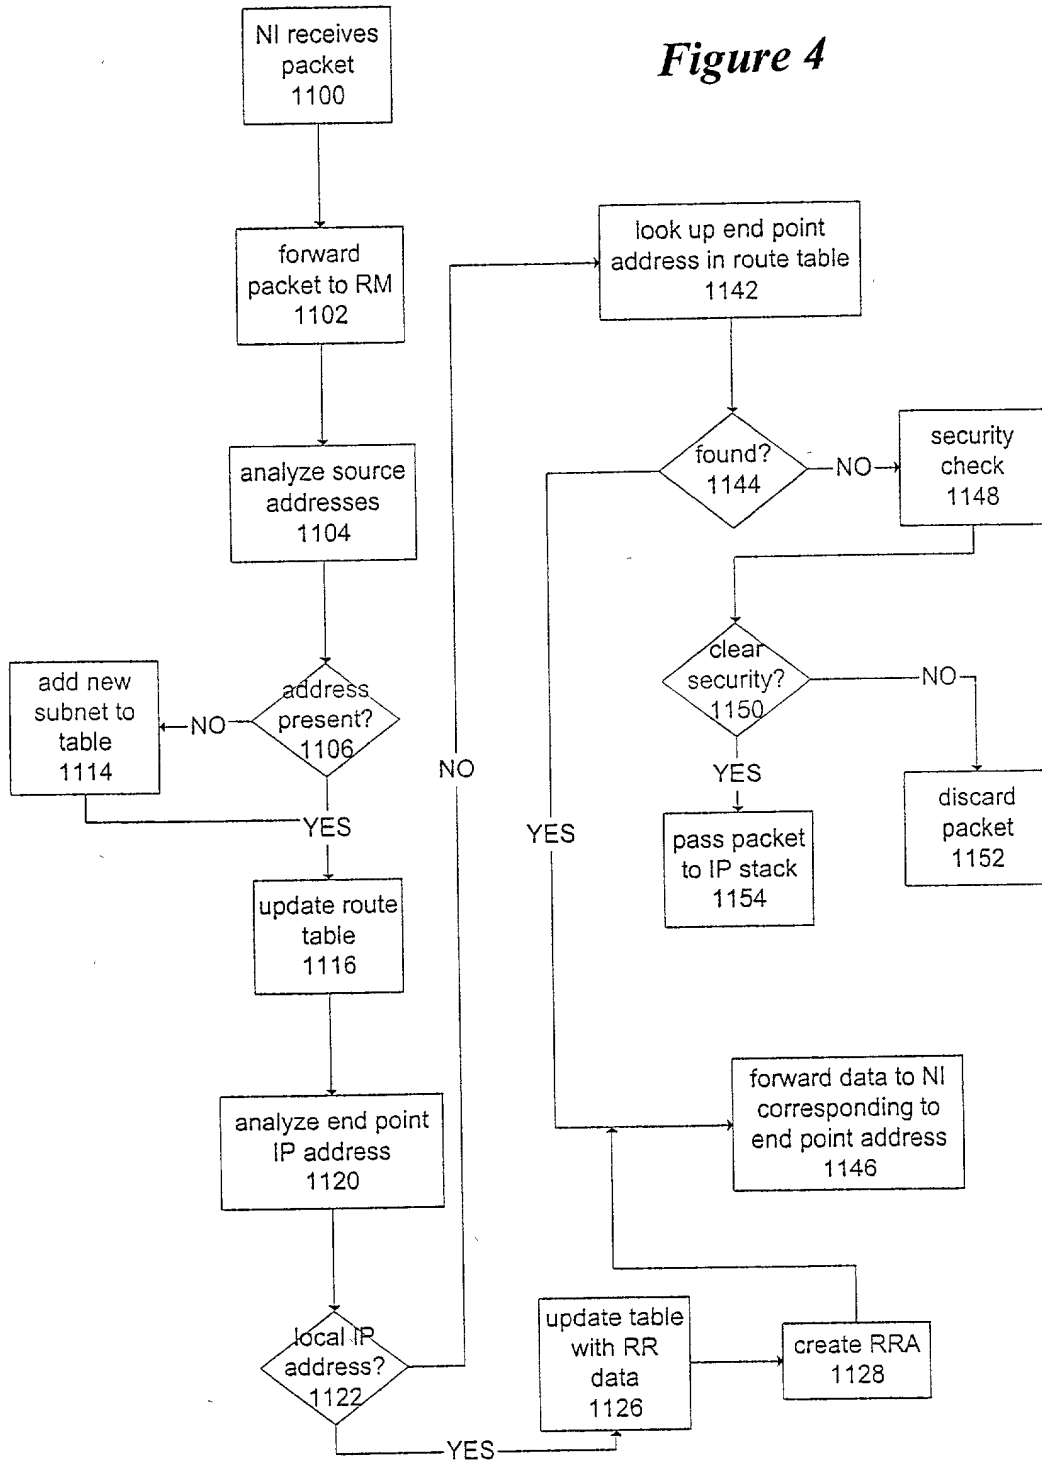 Figure 4
NI receives
packet
1100
forward
packet to RM
1102
analyze source
addresses
1104
address
present?
1106
NO
add new
subnet to
table
1114
YES
update route
table
1116
analyze end point
IP address
1120
local IP
address?
1122
NO
YES
look up end point
address in route table
1142
found?
1144
NO
security
check
1148
clear
security?
1150
NO
discard
packet
1152
YES
pass packet
to IP stack
1154
YES
forward data to NI
corresponding to
end point address
1146
update table
with RR
data
1126
create RRA
1128